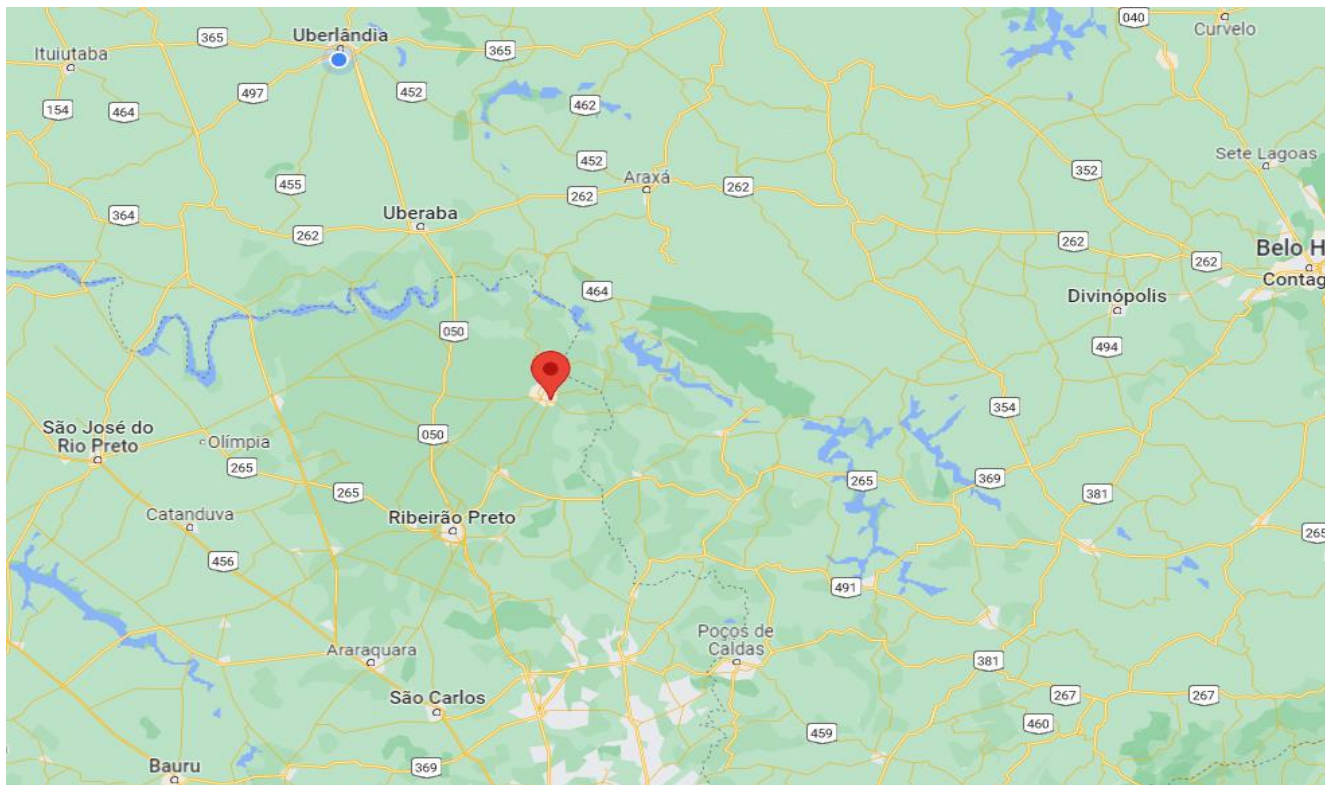 040
Curvelo
365
Uberlândia
365
Ituiutaba
497
452
462
154
464
Sete Lagoas
452
352
Araxá
455
262
262
364
Uberaba
262
262
262
Belo H
Contag
464
Divinópolis
050
494
354
São José do
Rio Preto
Olímpia
050
265
265
369
265
381
Catanduva
Ribeirão Preto
265
456
491
Poços de
Caldas
Araraquara
381
São Carlos
267
267
460
459
Bauru
369